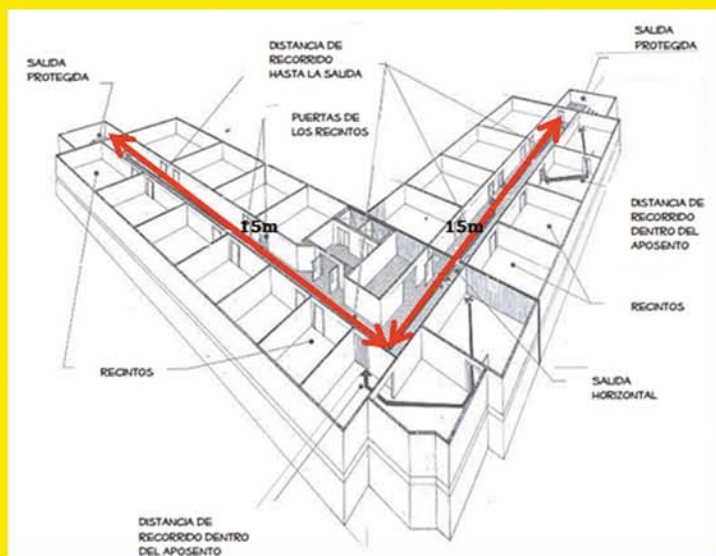 SALIDA
PROTEGIDA
DISTANCIA DE
RECORRIDO
HASTA LA SALIDA
PUERTAS DE
LOS RECINTOS
SALIDA
PROTEGIDA
15m
15m
DISTANCIA DE
RECORRIDO
DENTRO DEL
APOSENTO
RECINTOS
RECINTOS
SALIDA
HORIZONTAL
DISTANCIA DE
RECORRIDO DENTRO
DEL APOSENTO